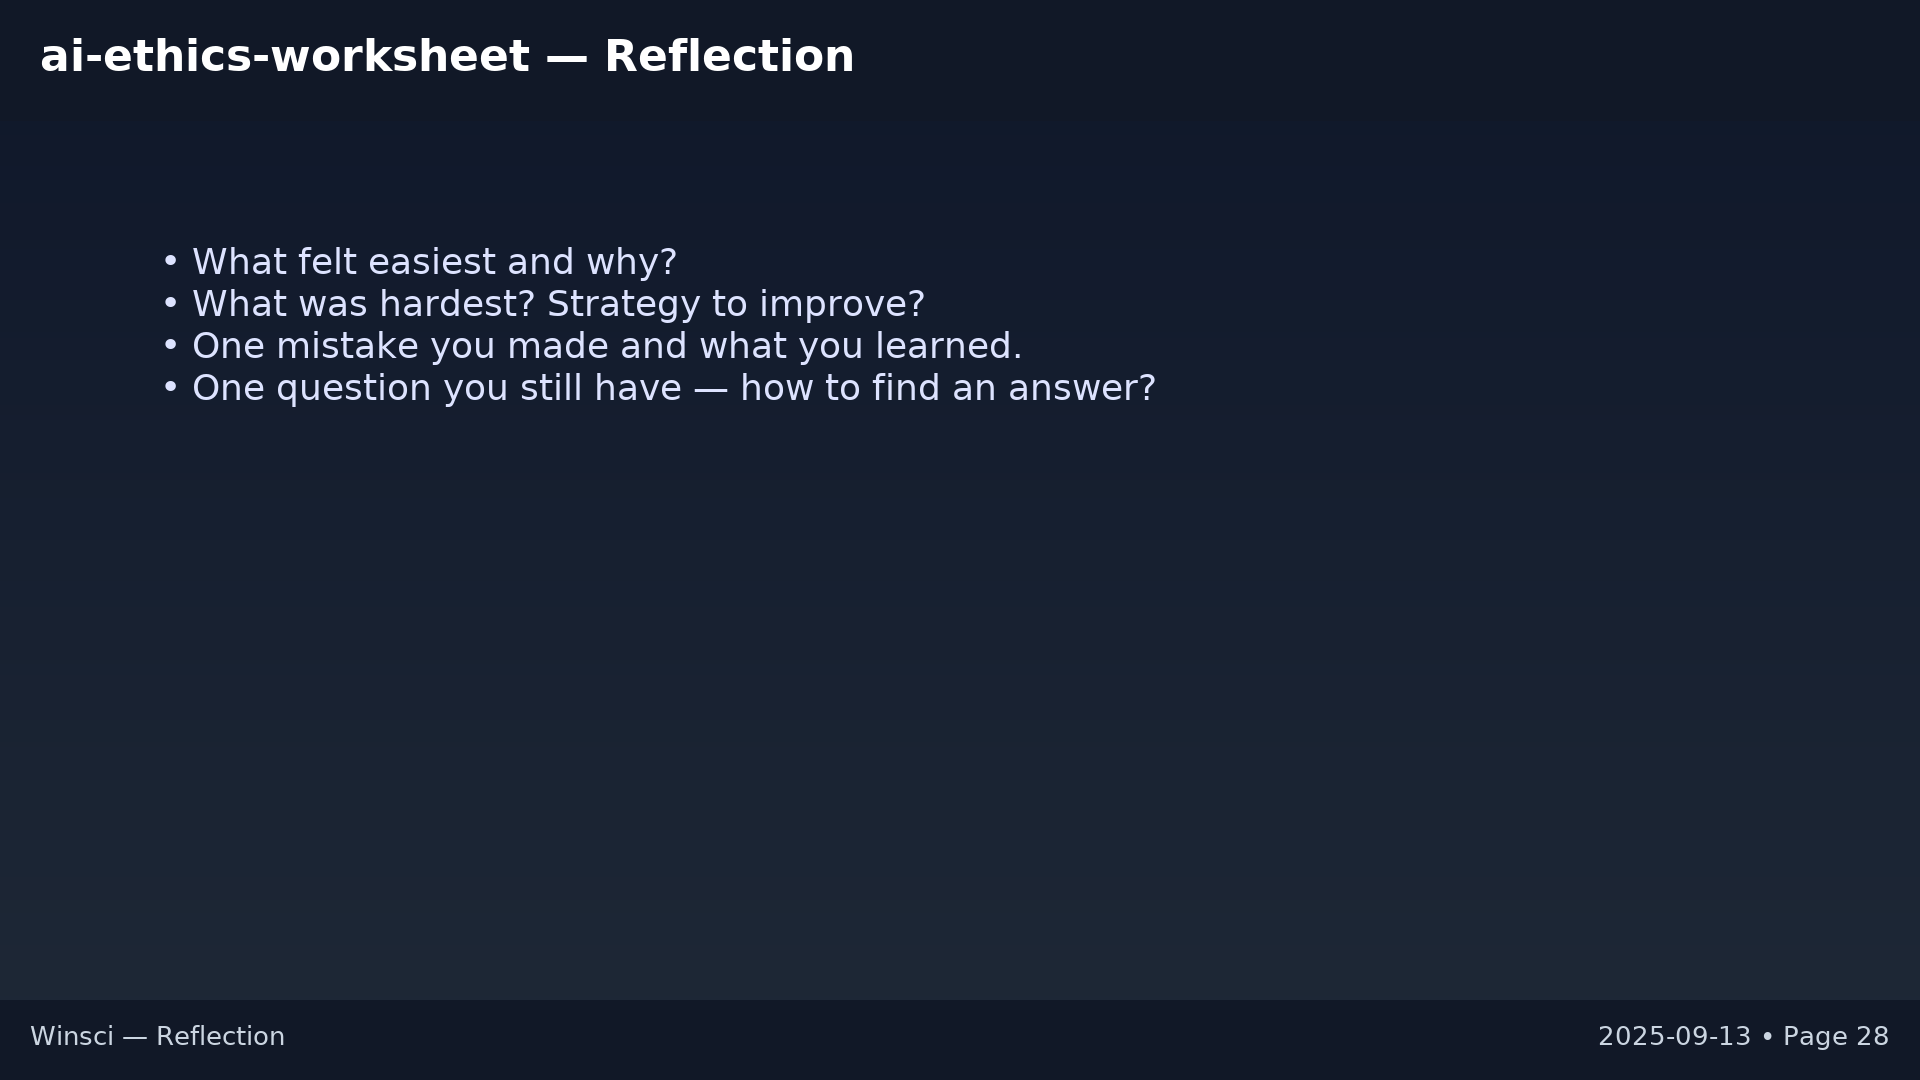 ai-ethics-worksheet — Reflection
• What felt easiest and why?
• What was hardest? Strategy to improve?
• One mistake you made and what you learned.
• One question you still have — how to find an answer?
Winsci — Reflection
2025-09-13 • Page 28